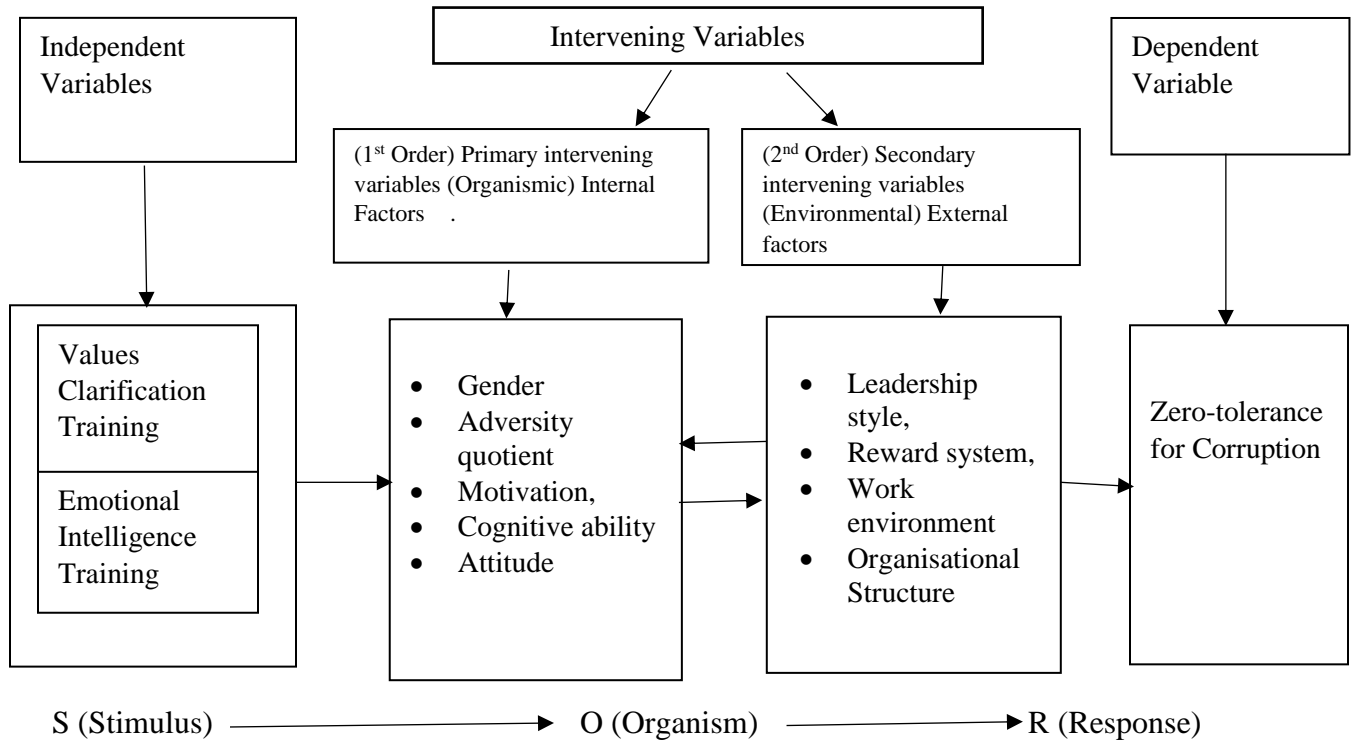 Independent
Variables
Intervening Variables
Dependent
Variable
(1st Order) Primary intervening
variables (Organismic) Internal
Factors .
(2nd Order) Secondary
intervening variables
(Environmental) External
factors
Values
Clarification
Training
Emotional
Intelligence
Training
• Gender
• Adversity
quotient
• Motivation,
• Cognitive ability
• Attitude
• Leadership
style,
• Reward system,
• Work
environment
• Organisational
Structure
Zero-tolerance
for Corruption
S (Stimulus) O (Organism) R (Response)